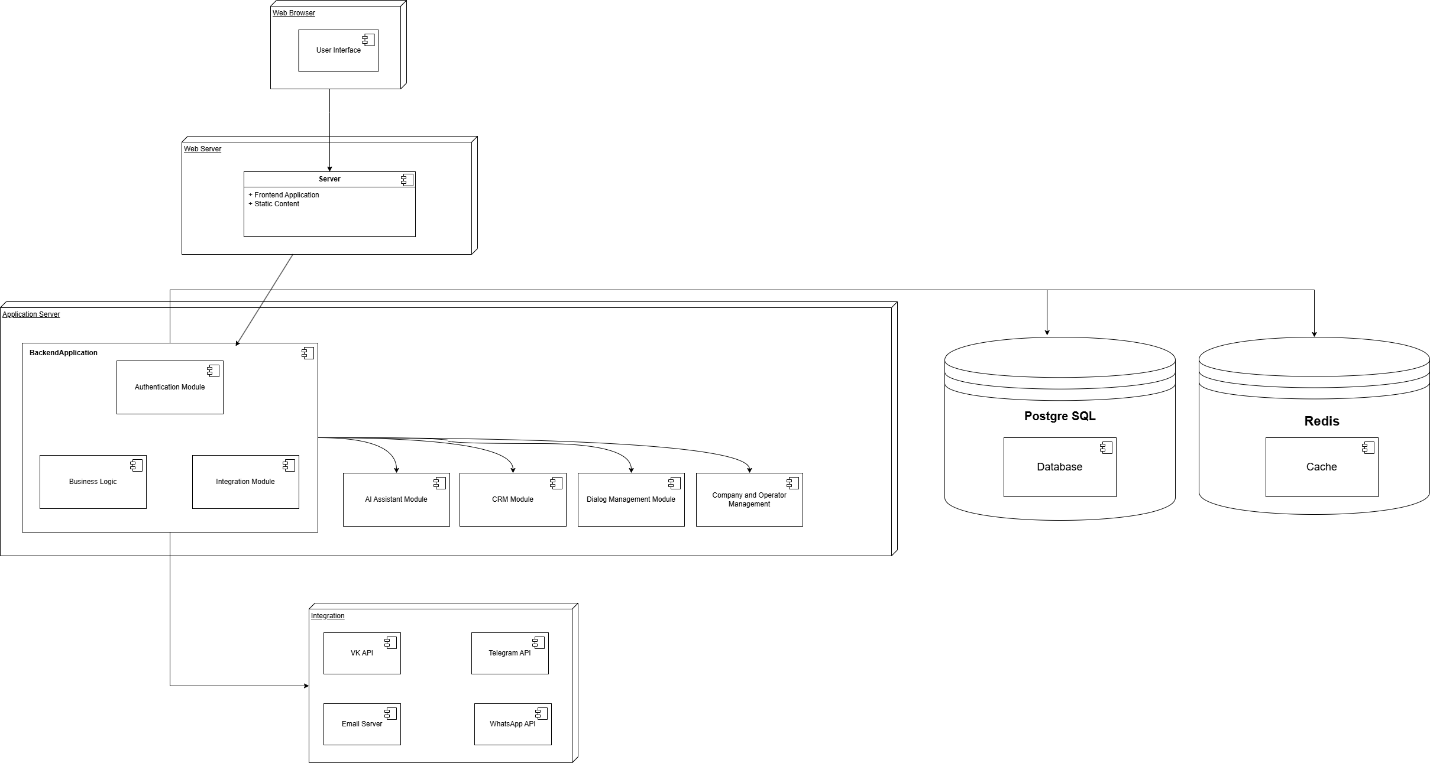 Web Browser
User Interface
Web Server
Server
+ Frontend Application
+ Static Content
Application Server
BackendApplication
Authentication Module
Business Logic
Integration Module
AI Assistant Module
CRM Module
Dialog Management Module
Company and Operator
Management
Postgre SQL
Database
Redis
Cache
Integration
VK API
Telegram API
Email Server
WhatsApp API